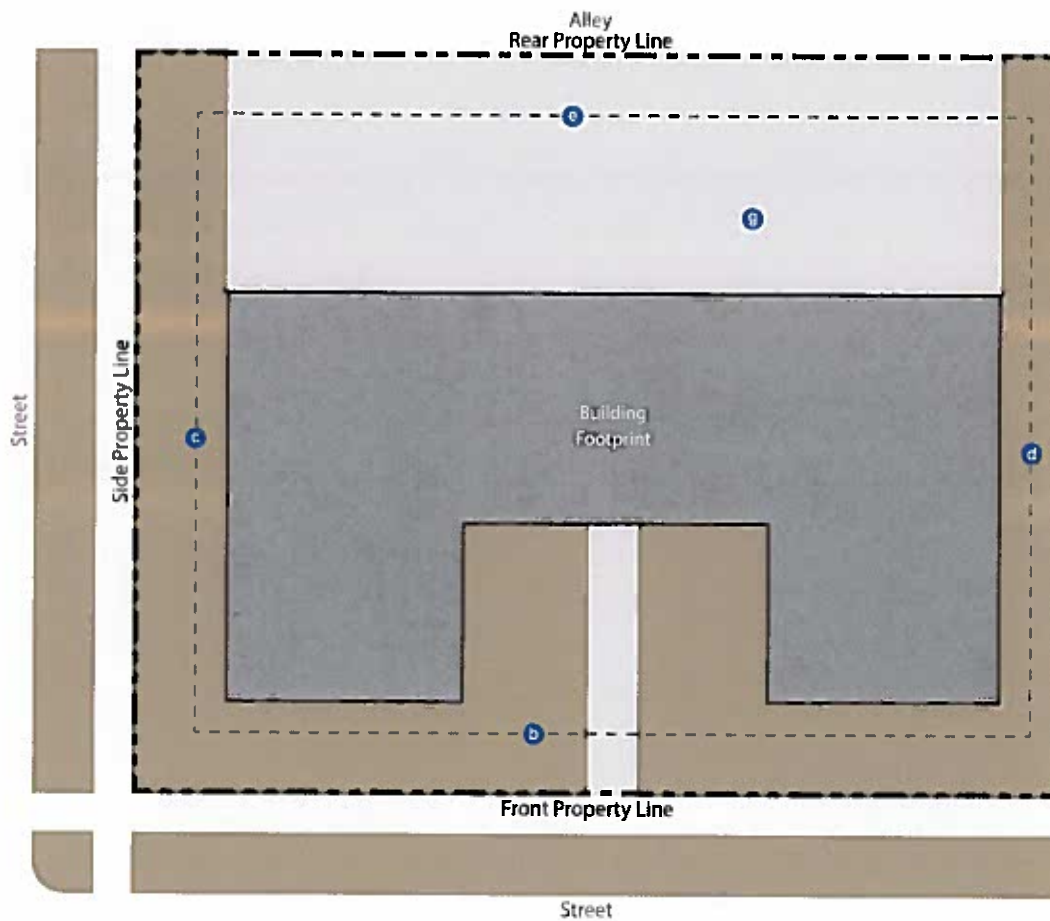 Alley
Rear Property Line
e
g
Street
Side Property Line
Building
Footprint
c
d
b
Front Property Line
Street